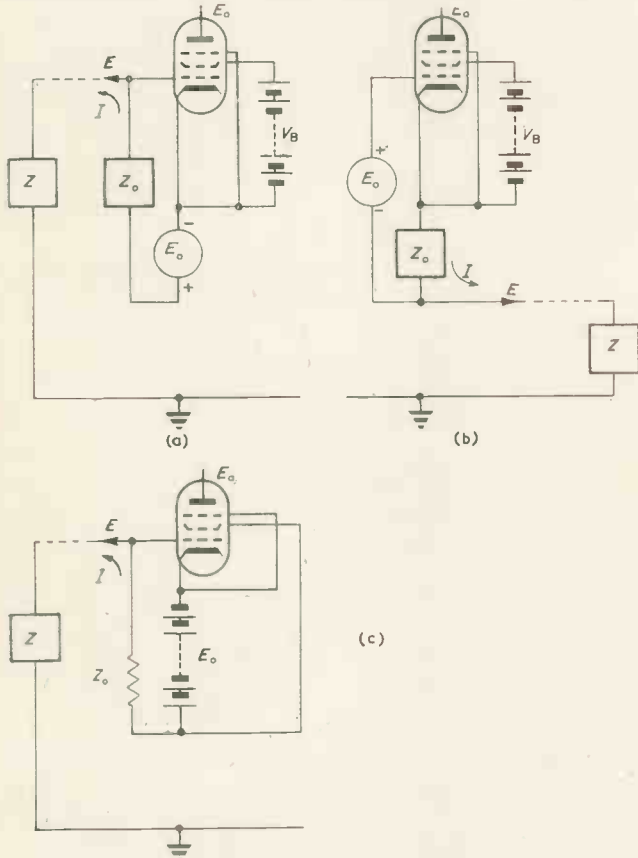 E₀ E₀
E
I
V_B V_B
Z Z₀ E₀
+
-
E₀
-
+
Z₀
I
E
Z
(a) (b)
E₀
E
I
Z Z₀ E₀
(c)